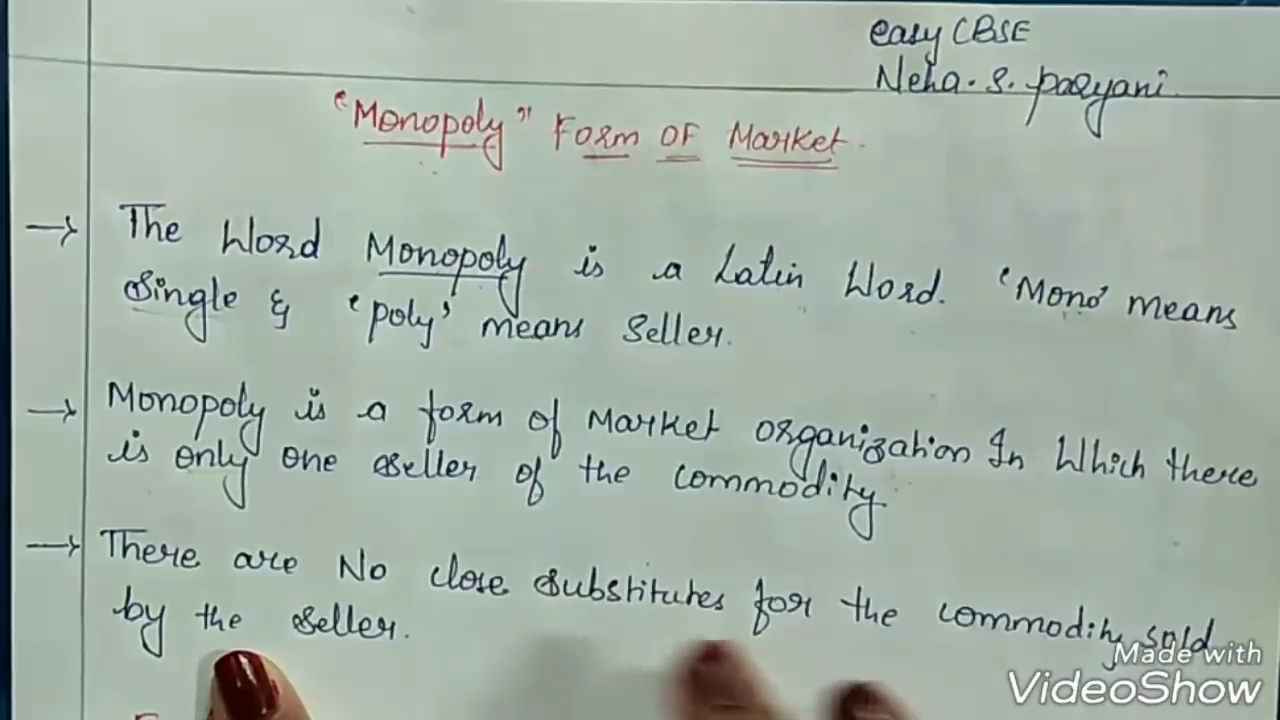 easy CBSE
Neha. S. paryani.
"Monopoly" Form OF Market.
→ The Word Monopoly is a Latin Word. 'Mono' means
Single & 'poly' means Seller.
→ Monopoly is a form of Market organization In Which there
is only one seller of the commodity
→ There are No close substitutes for the commodity sold
by the seller.
Made with
VideoShow